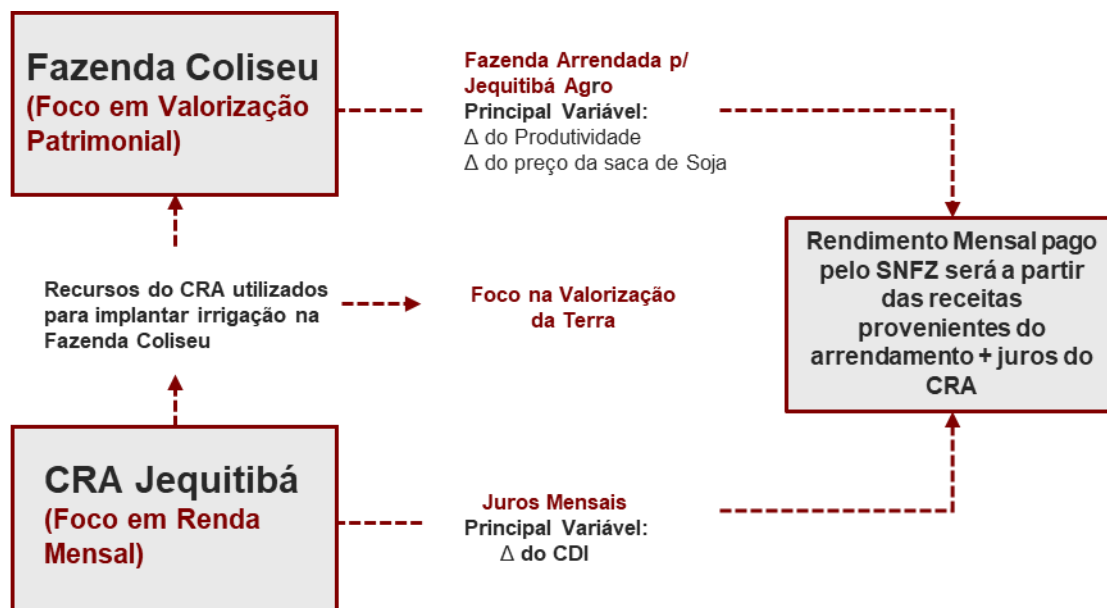 Fazenda Coliseu
(Foco em Valorização
Patrimonial)
Fazenda Arrendada p/
Jequitibá Agro
Principal Variável:
Δ do Produtividade
Δ do preço da saca de Soja
Recursos do CRA utilizados
para implantar irrigação na
Fazenda Coliseu
Foco na Valorização
da Terra
Rendimento Mensal pago
pelo SNFZ será a partir
das receitas
provenientes do
arrendamento + juros do
CRA
CRA Jequitibá
(Foco em Renda
Mensal)
Juros Mensais
Principal Variável:
Δ do CDI